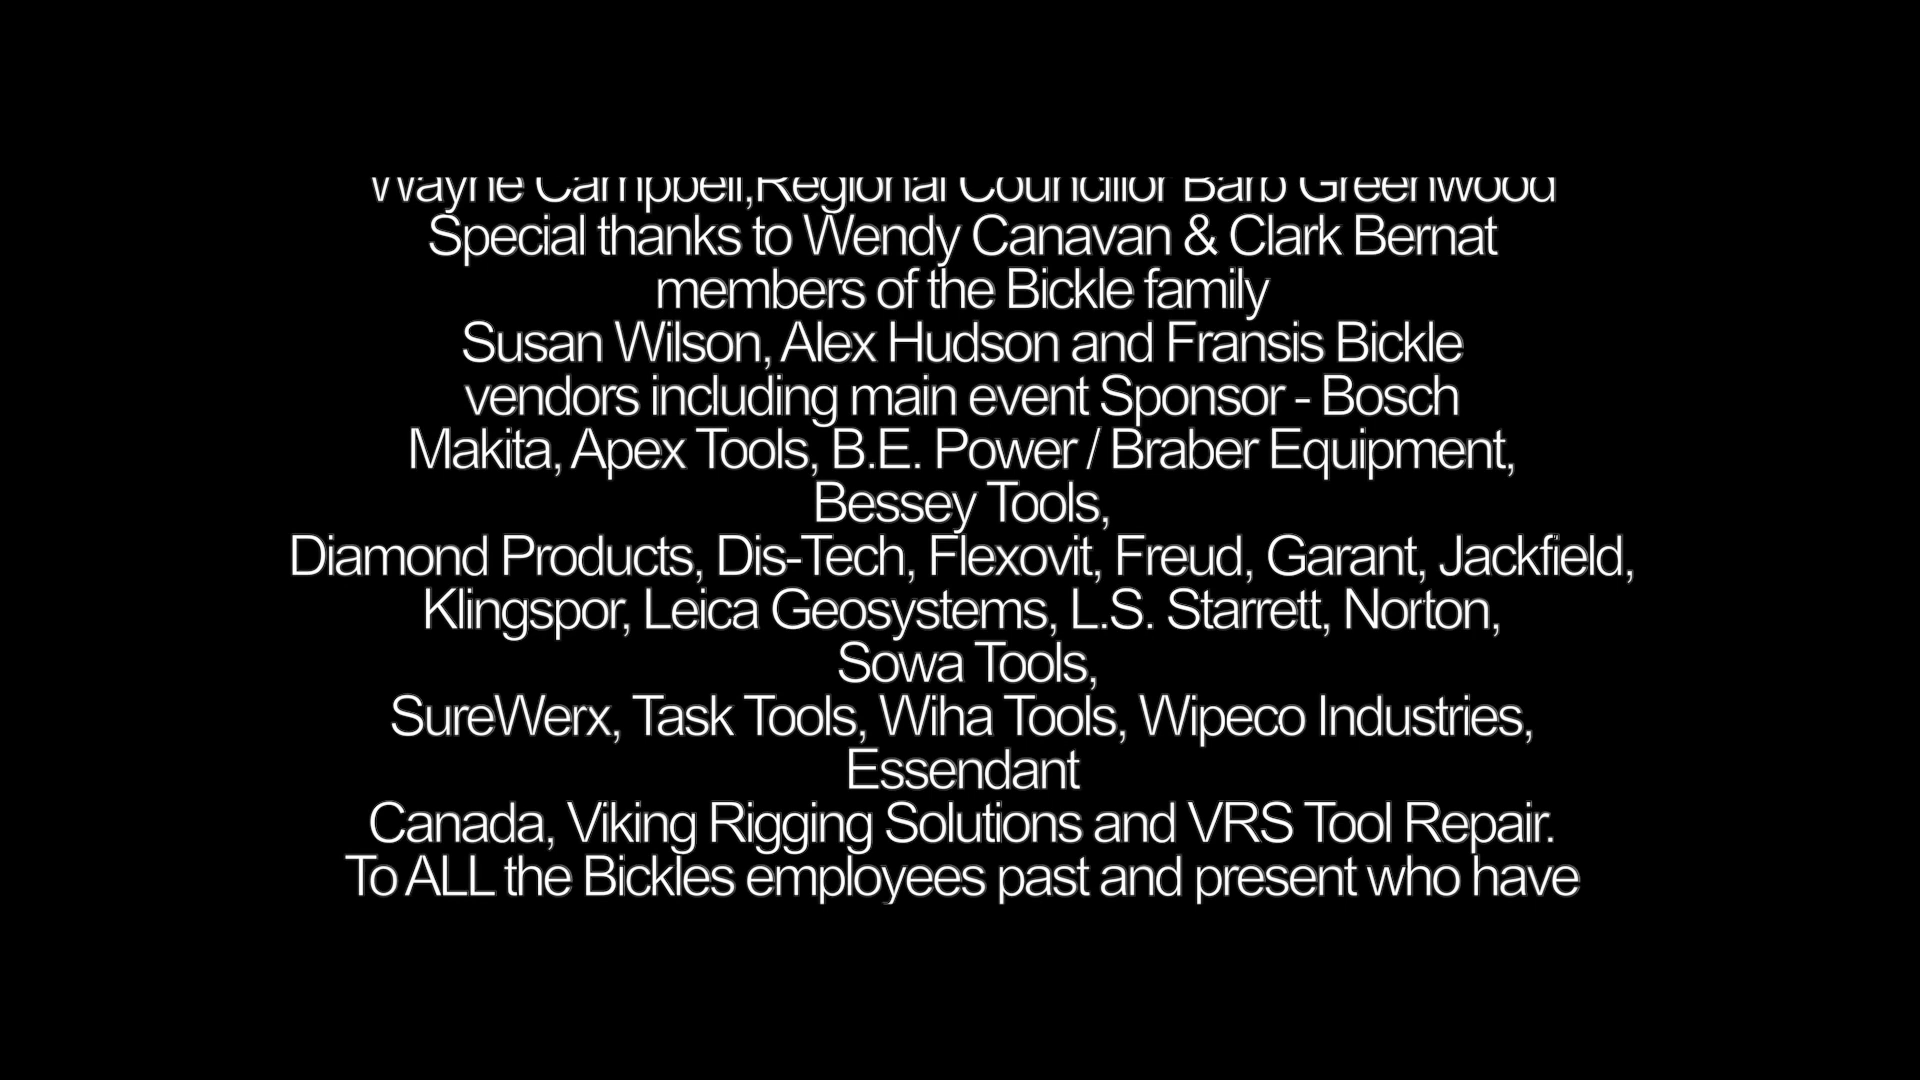 Wayne Campbell,Regional Councillor Barb Greenwood
Special thanks to Wendy Canavan & Clark Bernat
members of the Bickle family
Susan Wilson, Alex Hudson and Fransis Bickle
vendors including main event Sponsor - Bosch
Makita, Apex Tools, B.E. Power / Braber Equipment,
Bessey Tools,
Diamond Products, Dis-Tech, Flexovit, Freud, Garant, Jackfield,
Klingspor, Leica Geosystems, L.S. Starrett, Norton,
Sowa Tools,
SureWerx, Task Tools, Wiha Tools, Wipeco Industries,
Essendant
Canada, Viking Rigging Solutions and VRS Tool Repair.
To ALL the Bickles employees past and present who have